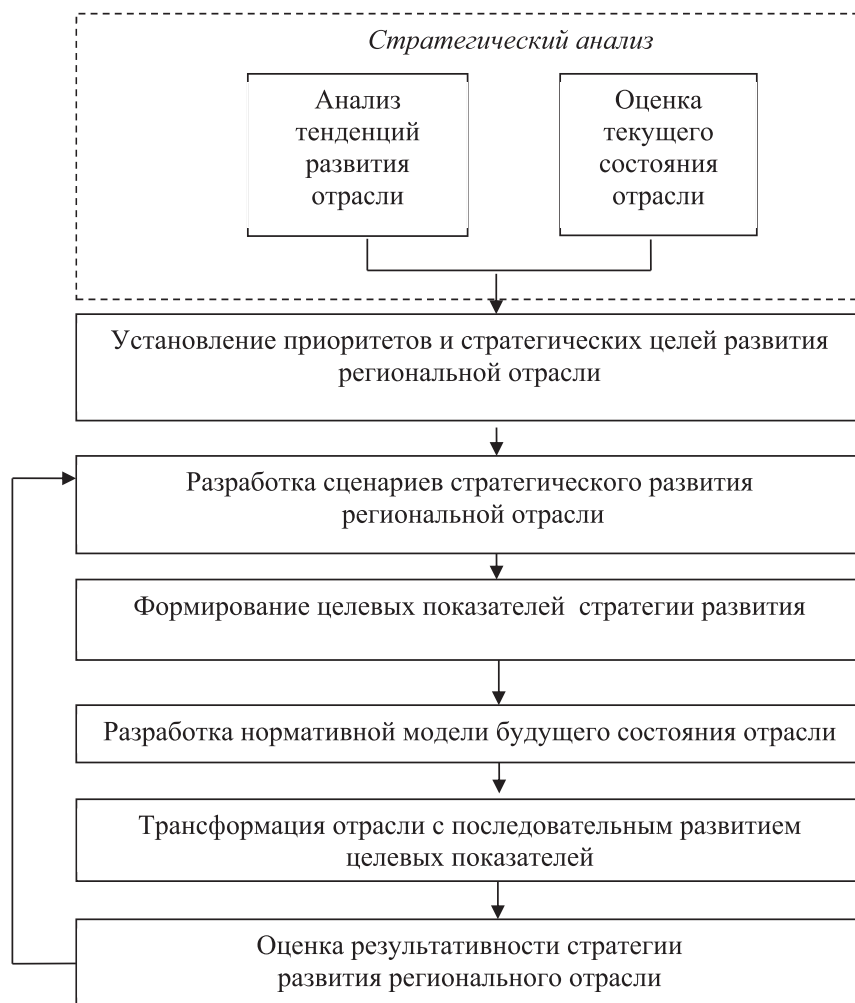 Стратегический анализ
Анализ
тенденций
развития
отрасли
Оценка
текущего
состояния
отрасли
Установление приоритетов и стратегических целей развития
региональной отрасли
Разработка сценариев стратегического развития
региональной отрасли
Формирование целевых показателей стратегии развития
Разработка нормативной модели будущего состояния отрасли
Трансформация отрасли с последовательным развитием
целевых показателей
Оценка результативности стратегии
развития регионального отрасли